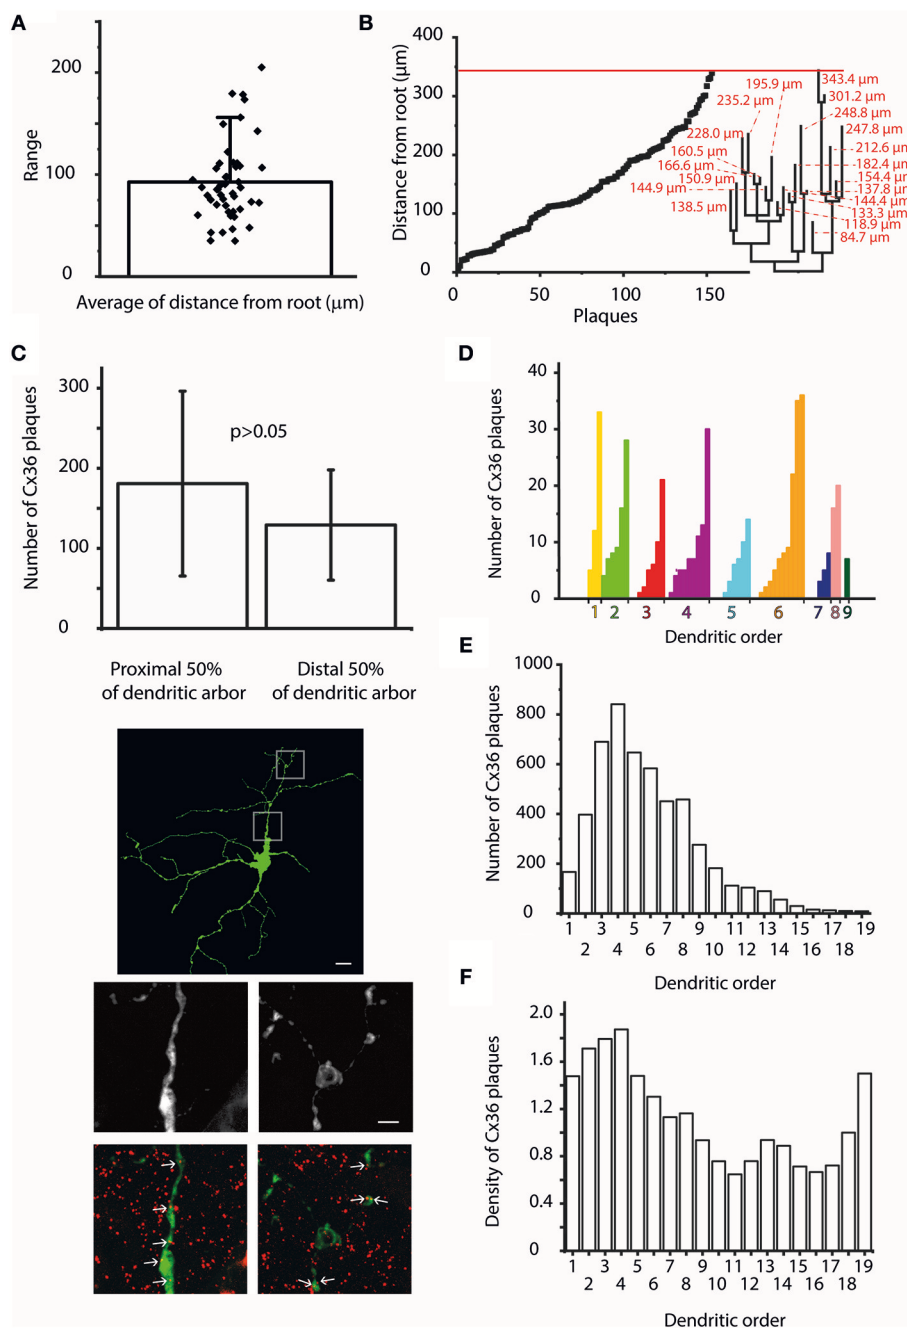 A
Range
200
100
0
Average of distance from root (μm)
B
Distance from root (μm)
400
300
200
100
0
0
50
100
150
Plaques
195.9 μm
235.2 μm
228.0 μm
160.5 μm
166.6 μm
150.9 μm
144.9 μm
138.5 μm
343.4 μm
301.2 μm
248.8 μm
247.8 μm
212.6 μm
182.4 μm
154.4 μm
137.8 μm
144.4 μm
133.3 μm
118.9 μm
84.7 μm
C
Number of Cx36 plaques
300
200
100
0
p>0.05
Proximal 50%
of dendritic arbor
Distal 50%
of dendritic arbor
D
Number of Cx36 plaques
40
30
20
10
0
1 2 3 4 5 6 7 8 9
Dendritic order
E
Number of Cx36 plaques
1000
800
600
400
200
0
1 3 5 7 9 11 13 15 17 19
2 4 6 8 10 12 14 16 18
Dendritic order
F
Density of Cx36 plaques
2.0
1.6
1.2
0.8
0.4
0
1 3 5 7 9 11 13 15 17 19
2 4 6 8 10 12 14 16 18
Dendritic order